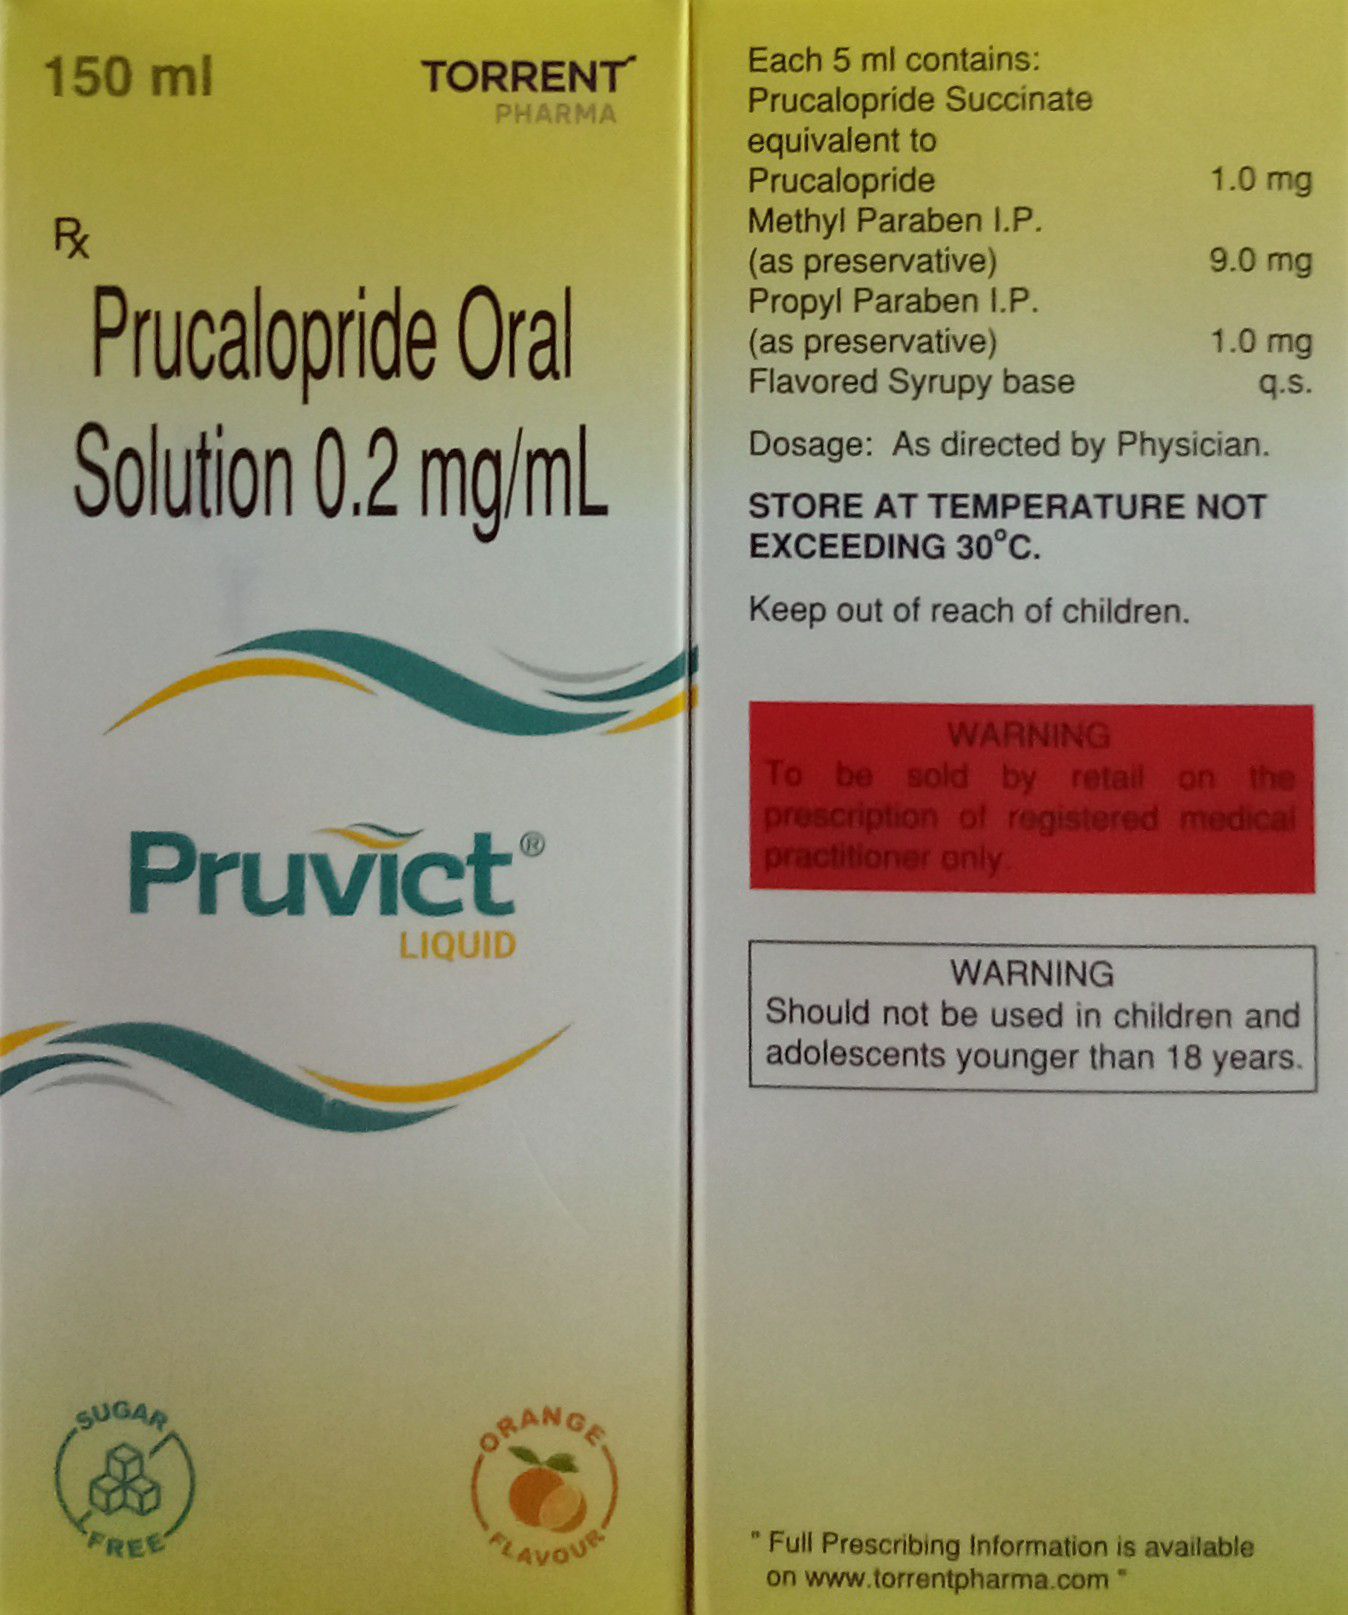 150 ml
TORRENT
PHARMA
Rx
Prucalopride Oral
Solution 0.2 mg/mL
Pruvict®
LIQUID
SUGAR
FREE
ORANGE
FLAVOUR
Each 5 ml contains:
Prucalopride Succinate
equivalent to
Prucalopride 1.0 mg
Methyl Paraben I.P.
(as preservative) 9.0 mg
Propyl Paraben I.P.
(as preservative) 1.0 mg
Flavored Syrupy base q.s.
Dosage: As directed by Physician.
STORE AT TEMPERATURE NOT
EXCEEDING 30°C.
Keep out of reach of children.
WARNING
To be sold by retail on the
prescription of registered medical
practitioner only.
WARNING
Should not be used in children and
adolescents younger than 18 years.
" Full Prescribing Information is available
on www.torrentpharma.com "